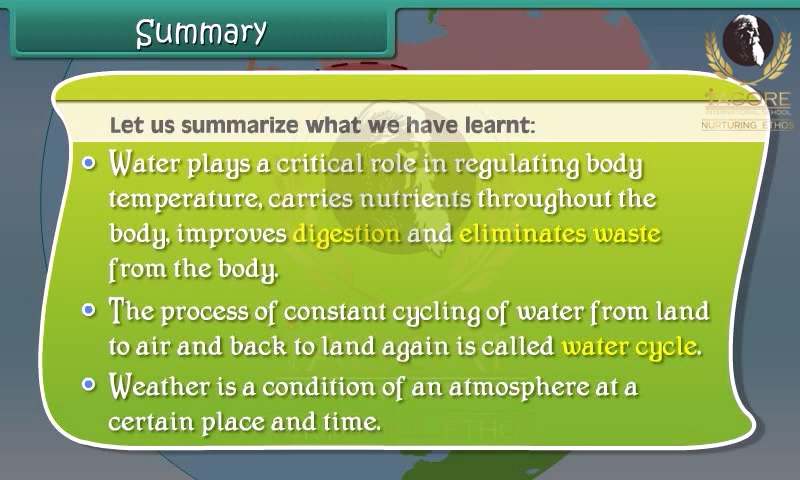 Summary
TAGORE
INTERNATIONAL SCHOOL
NURTURING ETHOS
Let us summarize what we have learnt:
Water plays a critical role in regulating body
temperature, carries nutrients throughout the
body, improves digestion and eliminates waste
from the body.
The process of constant cycling of water from land
to air and back to land again is called water cycle.
Weather is a condition of an atmosphere at a
certain place and time.